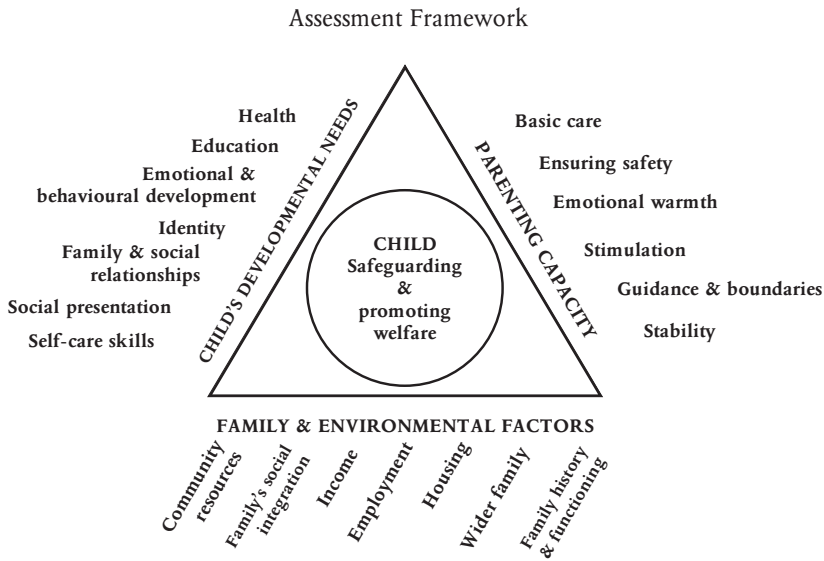 Assessment Framework
Health
Education
Emotional &
behavioural development
Identity
Family & social
relationships
Social presentation
Self-care skills
CHILD'S DEVELOPMENTAL NEEDS
CHILD
Safeguarding
&
promoting
welfare
PARENTING CAPACITY
Basic care
Ensuring safety
Emotional warmth
Stimulation
Guidance & boundaries
Stability
FAMILY & ENVIRONMENTAL FACTORS
Community
resources
Family's social
integration
Income
Employment
Housing
Wider family
Family history
& functioning